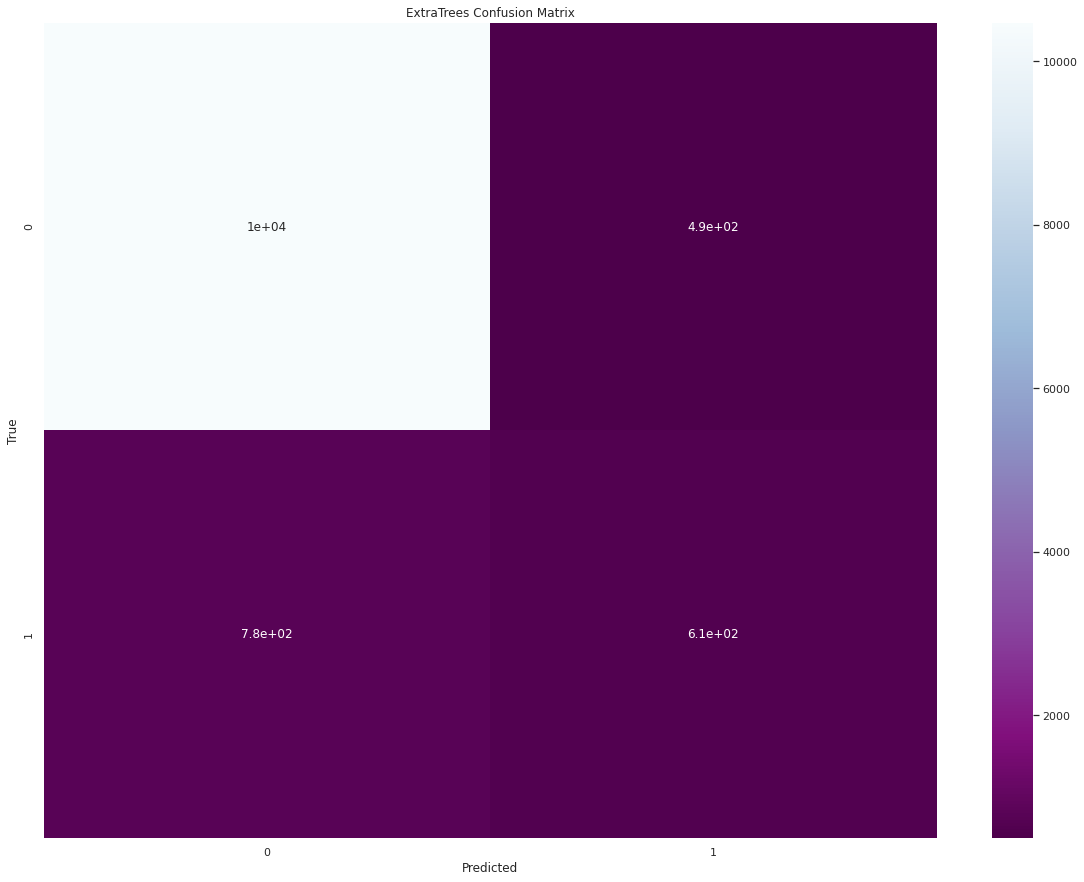 ExtraTrees Confusion Matrix
True
0
1
1e+04
4.9e+02
7.8e+02
6.1e+02
0
1
Predicted
10000
8000
6000
4000
2000